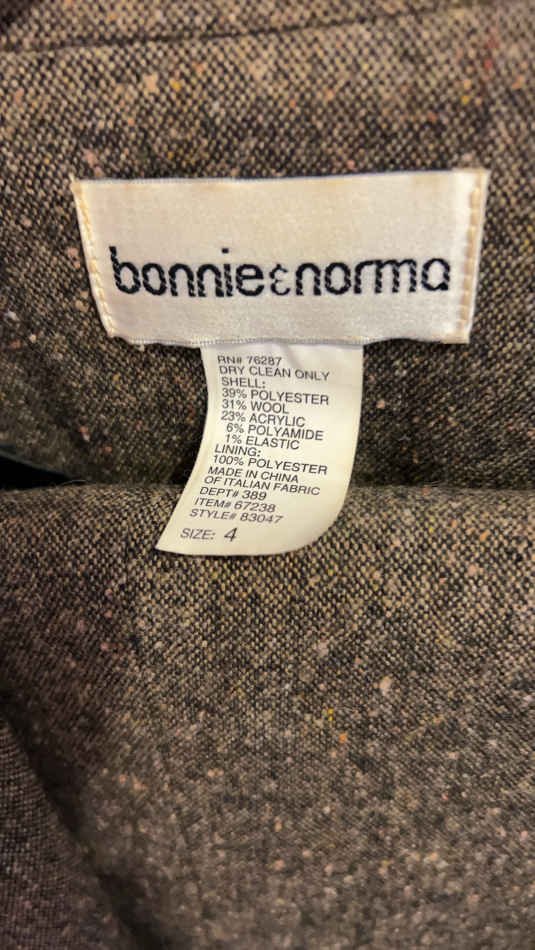 bonnie&norma
RN# 76287
DRY CLEAN ONLY
SHELL:
39% POLYESTER
31% WOOL
23% ACRYLIC
6% POLYAMIDE
1% ELASTIC
LINING:
100% POLYESTER
MADE IN CHINA
OF ITALIAN FABRIC
DEPT# 389
ITEM# 67238
STYLE# 83047
SIZE: 4